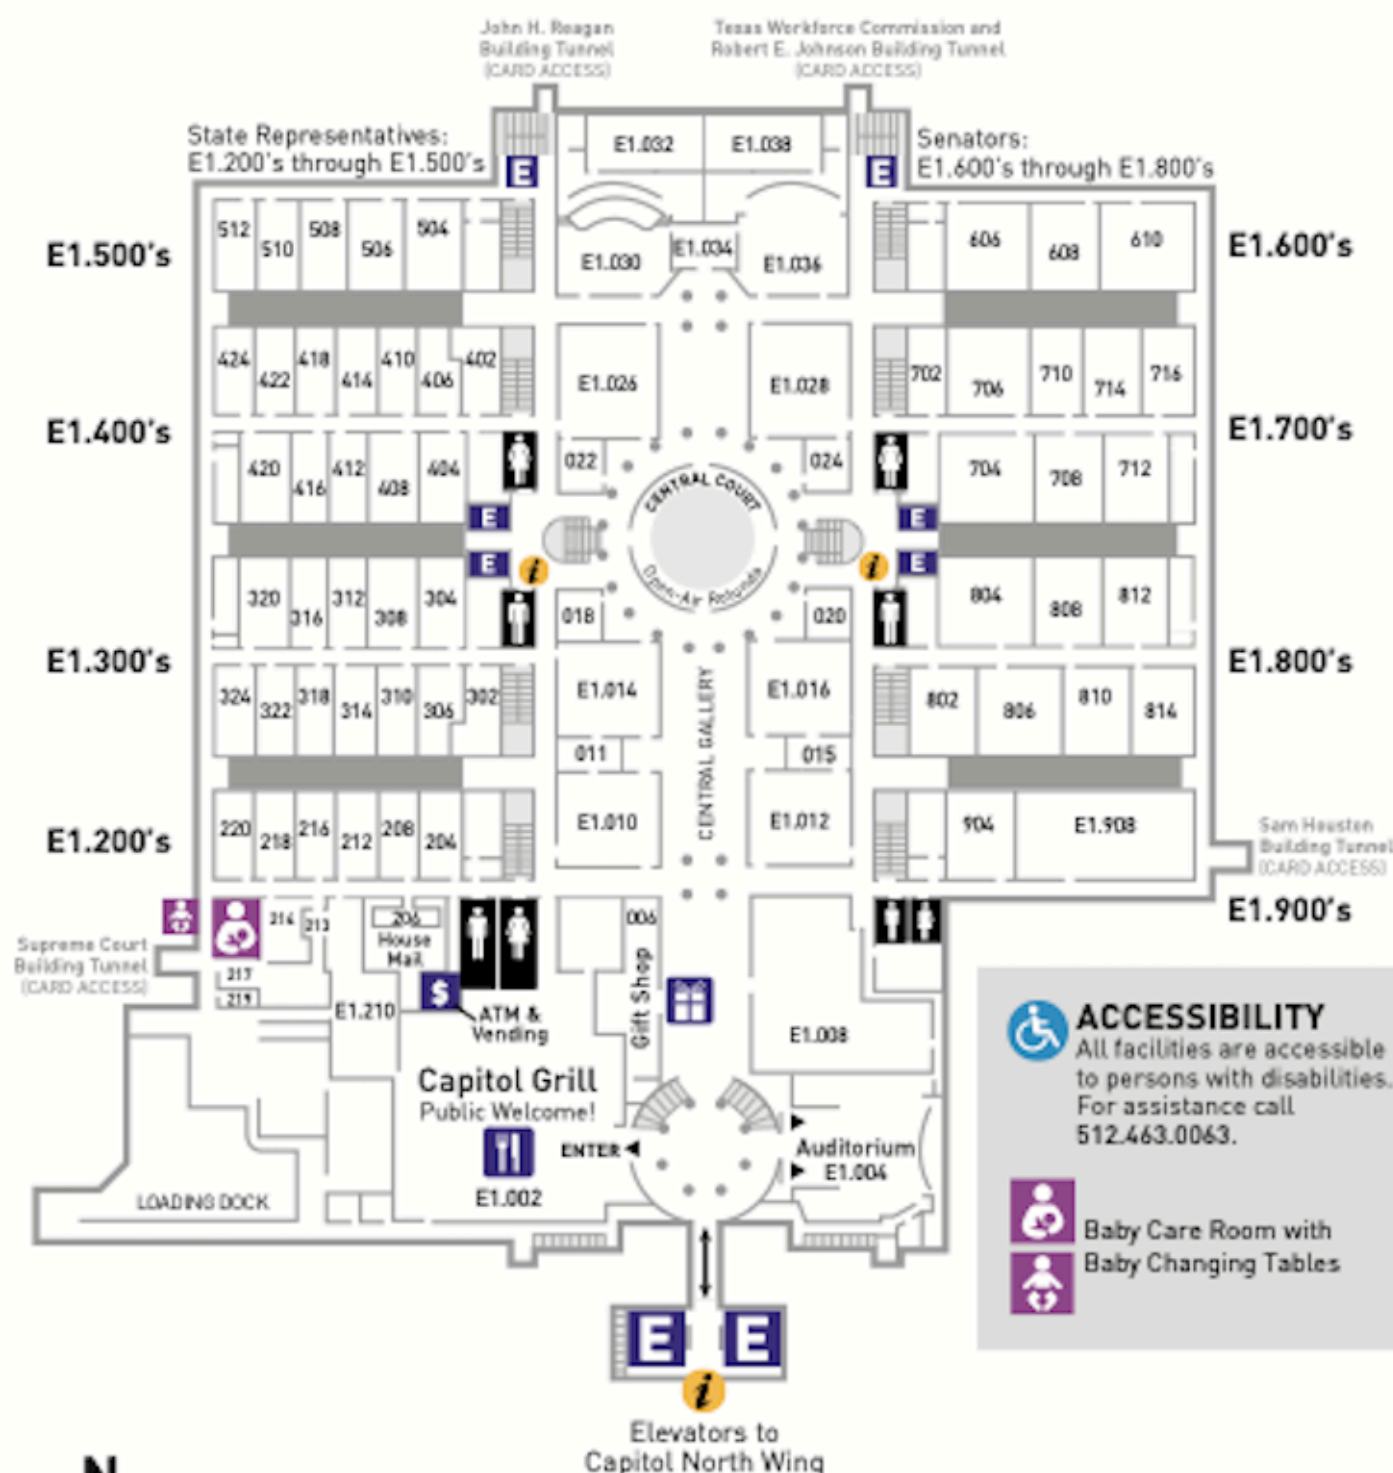 John H. Reagan
Building Tunnel
(CARD ACCESS)
Texas Workforce Commission and
Robert E. Johnson Building Tunnel
(CARD ACCESS)
State Representatives:
E1.200's through E1.500's
Senators:
E1.600's through E1.800's
E
E
E1.032
E1.038
E1.030
E1.034
E1.036
E1.500's
512
510
508
506
504
606
608
610
E1.600's
424
422
418
414
410
406
402
E1.026
E1.028
702
706
710
714
716
E1.400's
E1.700's
420
416
412
408
404
022
024
704
708
712
CENTRAL COURT
Open-Air Rotunda
E
E
E
E
i
i
320
316
312
308
304
018
020
804
808
812
E1.300's
E1.800's
324
322
318
314
310
306
302
E1.014
E1.016
802
806
810
814
CENTRAL GALLERY
011
015
E1.200's
220
218
216
212
208
204
E1.010
E1.012
904
E1.908
Sam Houston
Building Tunnel
(CARD ACCESS)
E1.900's
214
213
206
House
Mail
006
Gift Shop
Supreme Court
Building Tunnel
(CARD ACCESS)
217
219
E1.210
$
ATM &
Vending
E1.008
Capitol Grill
Public Welcome!
ENTER
E1.002
Auditorium
E1.004
LOADING DOCK
ACCESSIBILITY
All facilities are accessible
to persons with disabilities.
For assistance call
512.463.0063.
Baby Care Room with
Baby Changing Tables
E
E
i
Elevators to
Capitol North Wing
N